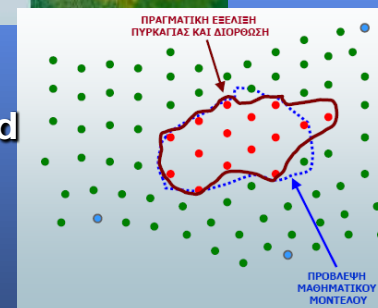 ΠΡΑΓΜΑΤΙΚΗ ΕΞΕΛΙΞΗ
ΠΥΡΚΑΓΙΑΣ ΚΑΙ ΔΙΟΡΘΩΣΗ
d
ΠΡΟΒΛΕΨΗ
ΜΑΘΗΜΑΤΙΚΟΥ
ΜΟΝΤΕΛΟΥ